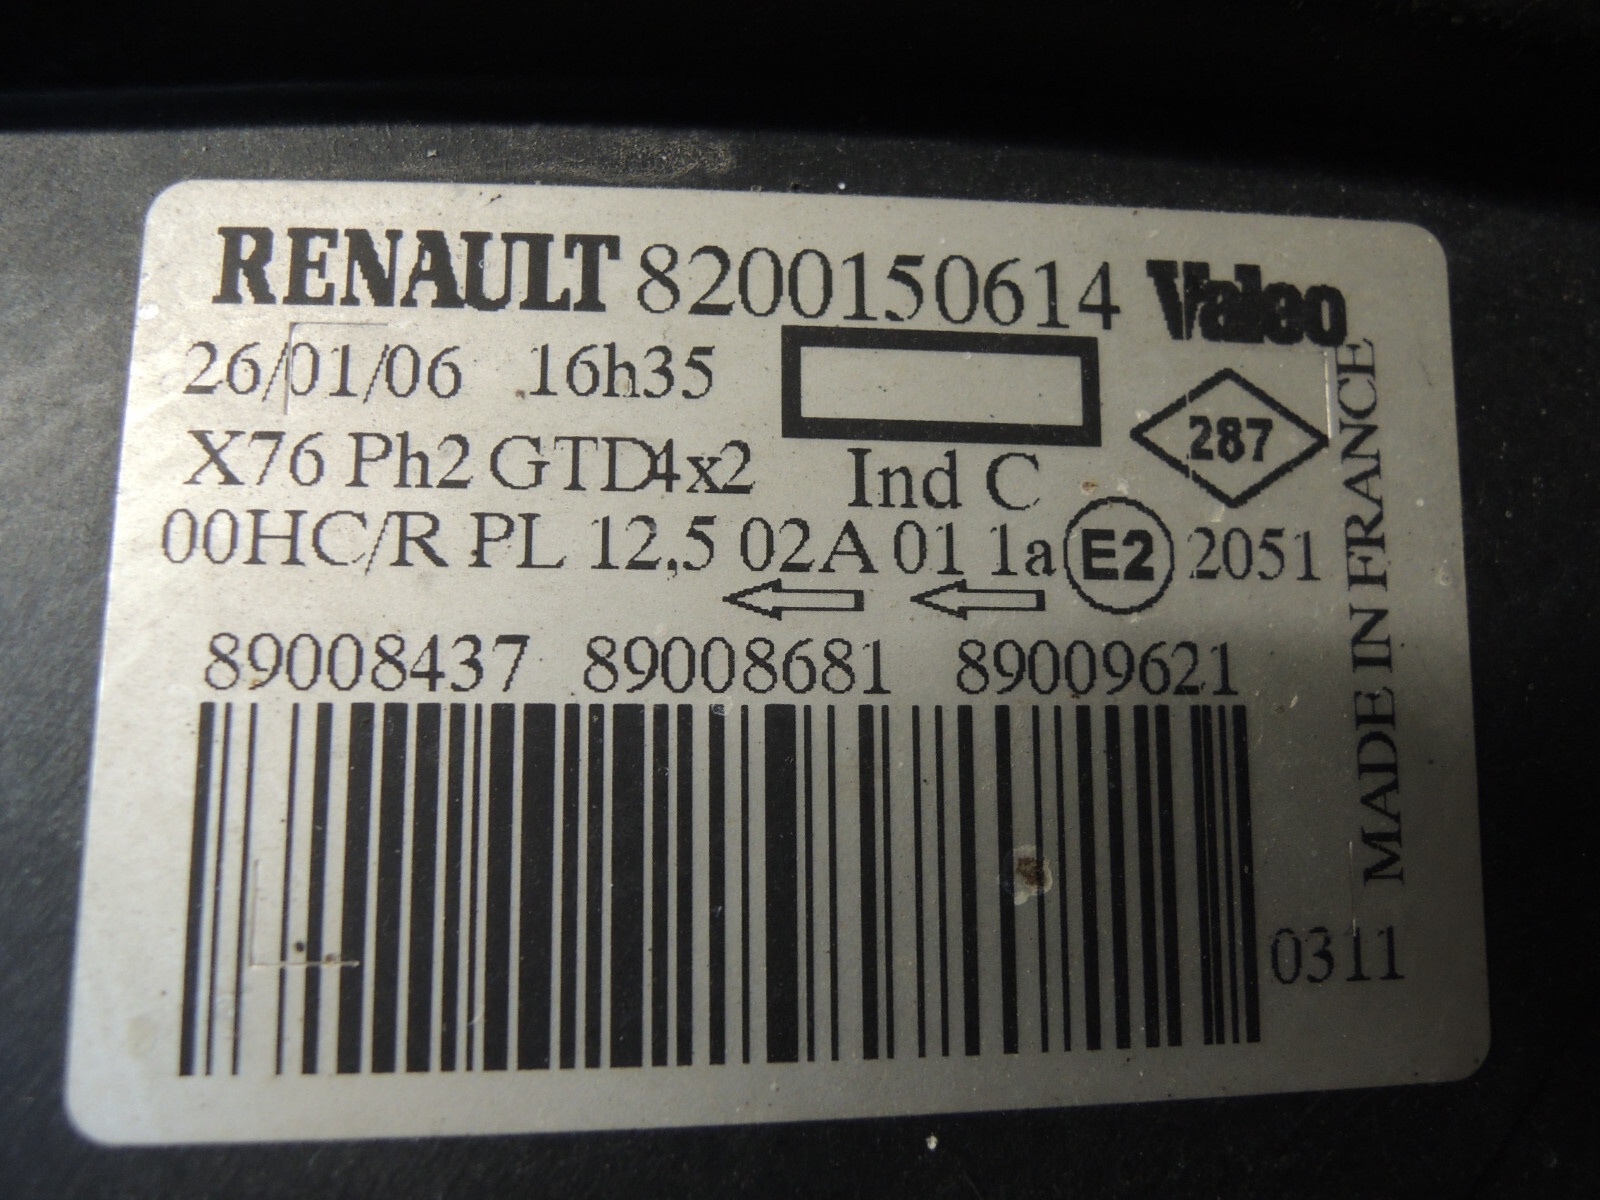 RENAULT 8200150614 Valeo
26/01/06 16h35
287
X76 Ph2 GTD4x2 Ind C
00HC/R PL 12,5 02A 01 1a E2 2051
89008437 89008681 89009621
0311
MADE IN FRANCE